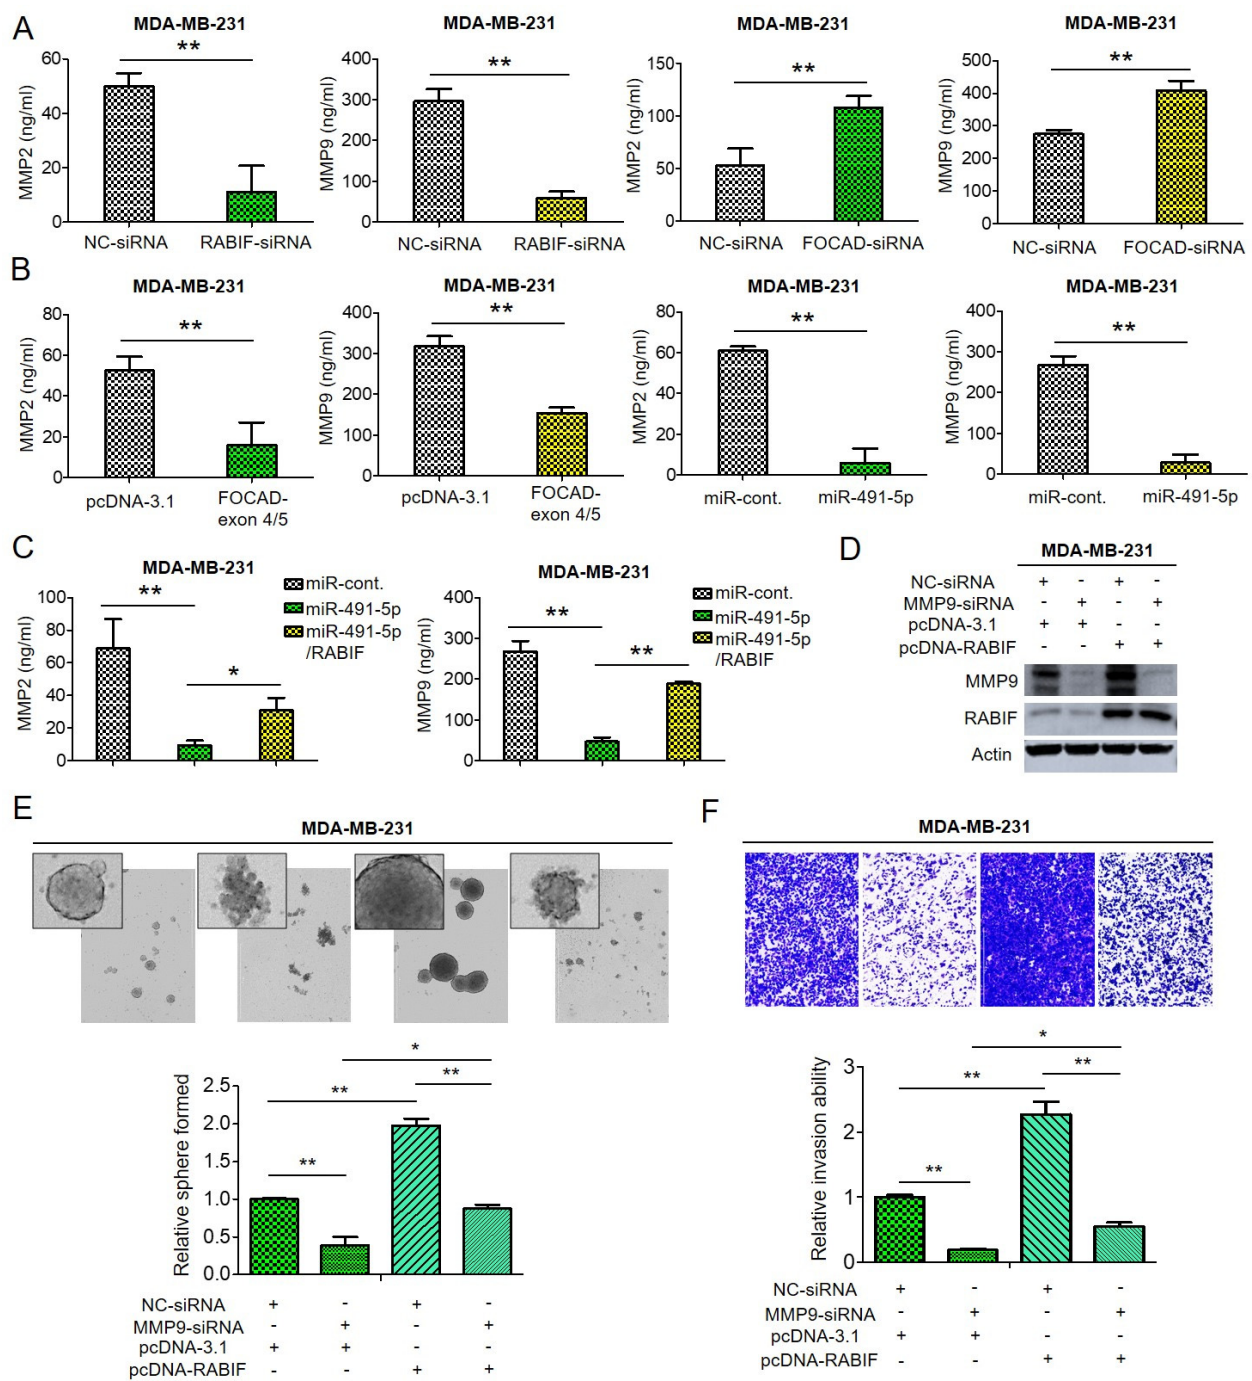 A
MDA-MB-231 MDA-MB-231 MDA-MB-231 MDA-MB-231
MMP2 (ng/ml)
60
40
20
0
**
NC-siRNA RABIF-siRNA
MMP9 (ng/ml)
400
300
200
100
0
**
NC-siRNA RABIF-siRNA
MMP2 (ng/ml)
150
100
50
0
**
NC-siRNA FOCAD-siRNA
MMP9 (ng/ml)
500
400
300
200
100
0
**
NC-siRNA FOCAD-siRNA
B
MDA-MB-231 MDA-MB-231 MDA-MB-231 MDA-MB-231
MMP2 (ng/ml)
80
60
40
20
0
**
pcDNA-3.1 FOCAD-
exon 4/5
MMP9 (ng/ml)
400
300
200
100
0
**
pcDNA-3.1 FOCAD-
exon 4/5
MMP2 (ng/ml)
80
60
40
20
0
**
miR-cont. miR-491-5p
MMP9 (ng/ml)
400
300
200
100
0
**
miR-cont. miR-491-5p
C
MDA-MB-231
MMP2 (ng/ml)
100
80
60
40
20
0
**
*
miR-cont.
miR-491-5p
miR-491-5p
/RABIF
MDA-MB-231
MMP9 (ng/ml)
400
300
200
100
0
**
**
miR-cont.
miR-491-5p
miR-491-5p
/RABIF
D
MDA-MB-231
NC-siRNA + - + -
MMP9-siRNA - + - +
pcDNA-3.1 + + - -
pcDNA-RABIF - - + +
MMP9
RABIF
Actin
E
MDA-MB-231
Relative sphere formed
2.5
2.0
1.5
1.0
0.5
0.0
*
**
**
**
NC-siRNA + - + -
MMP9-siRNA - + - +
pcDNA-3.1 + + - -
pcDNA-RABIF - - + +
F
MDA-MB-231
Relative invasion ability
3
2
1
0
*
**
**
**
NC-siRNA + - + -
MMP9-siRNA - + - +
pcDNA-3.1 + + - -
pcDNA-RABIF - - + +